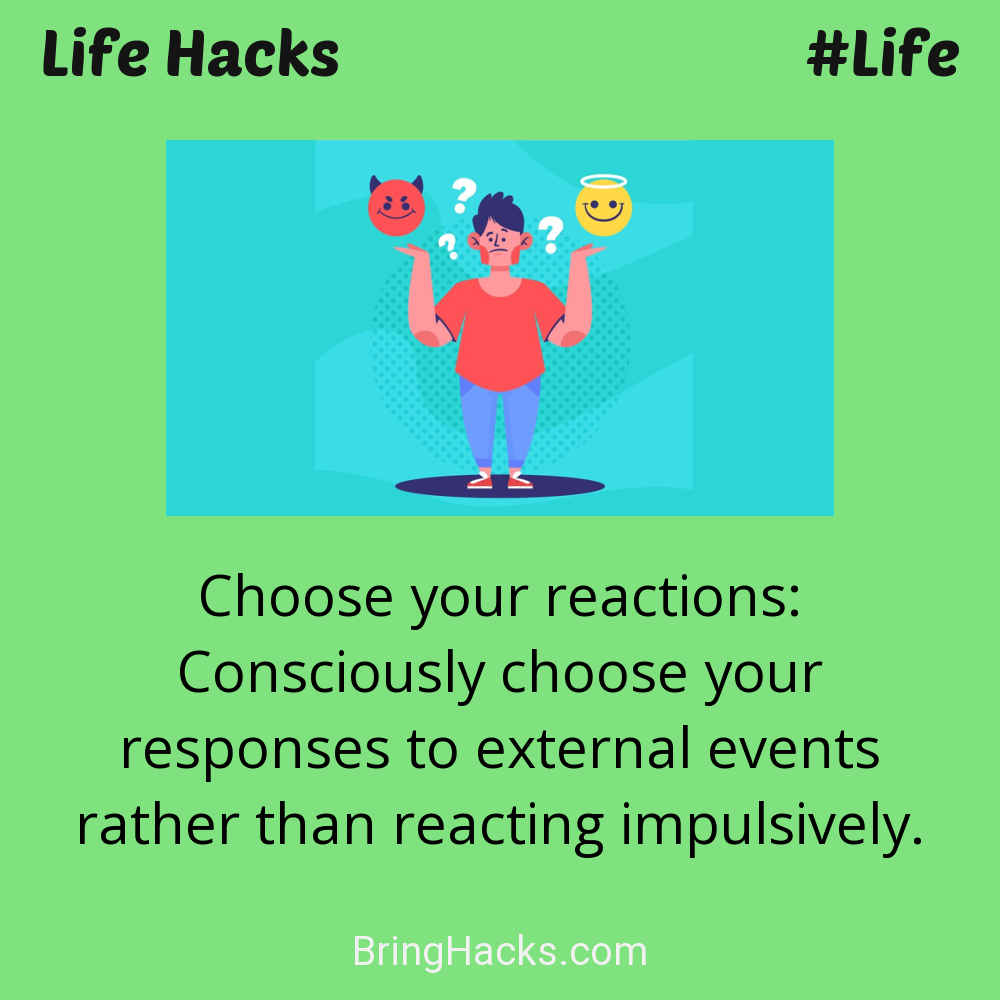 Life Hacks
#Life
?
?
?
Choose your reactions:
Consciously choose your
responses to external events
rather than reacting impulsively.
BringHacks.com